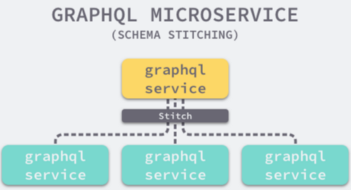 GRAPHQL MICROSERVICE
(SCHEMA STITCHING)
graphql
service
Stitch
graphql
service
graphql
service
graphql
service